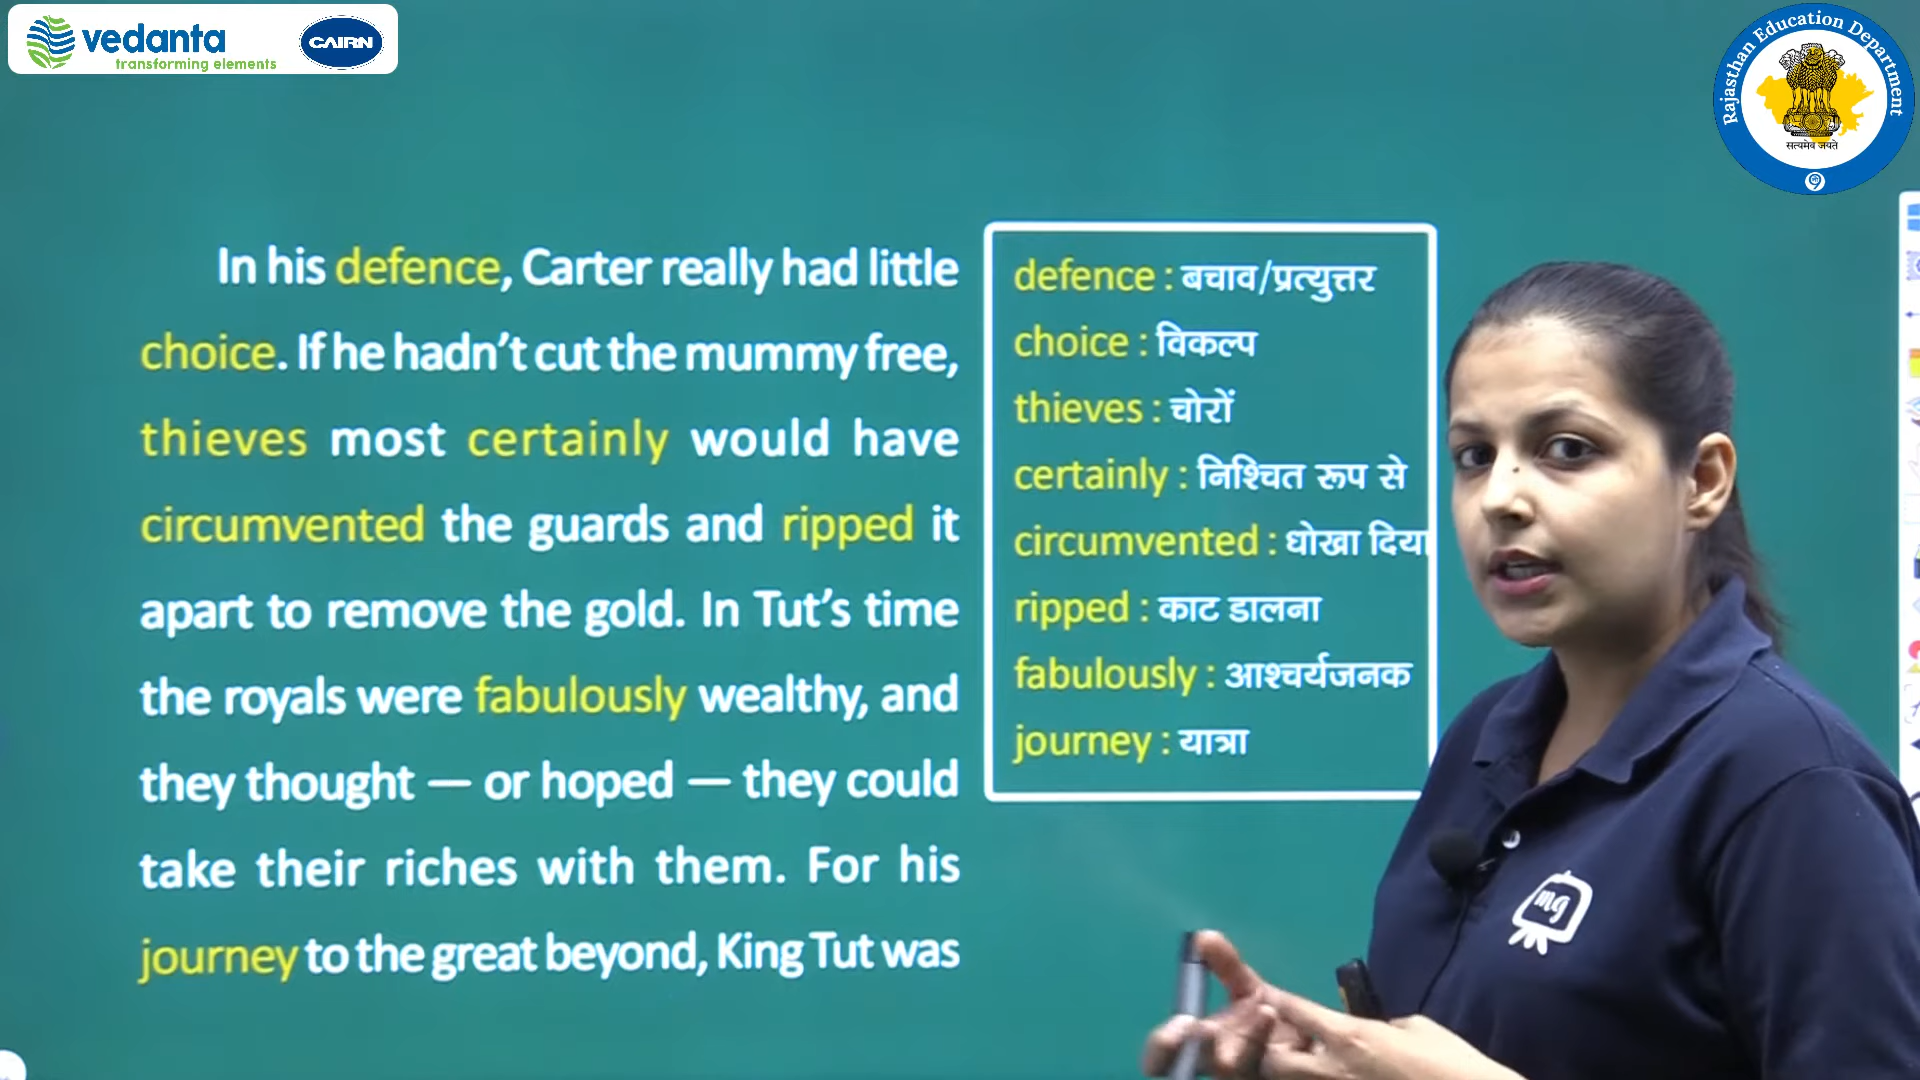 vedanta
transforming elements
CAIRN
Rajasthan Education Department
सत्यमेव जयते
In his defence, Carter really had little
choice. If he hadn't cut the mummy free,
thieves most certainly would have
circumvented the guards and ripped it
apart to remove the gold. In Tut's time
the royals were fabulously wealthy, and
they thought — or hoped — they could
take their riches with them. For his
journey to the great beyond, King Tut was
defence : बचाव/प्रत्युत्तर
choice : विकल्प
thieves : चोरों
certainly : निश्चित रूप से
circumvented : धोखा दिया
ripped : काट डालना
fabulously : आश्चर्यजनक
journey : यात्रा
mg